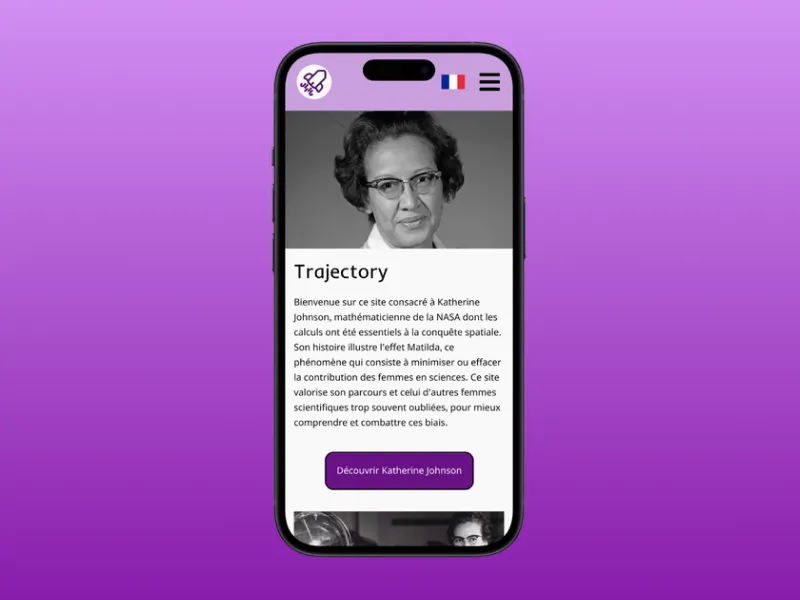 Trajectory
Bienvenue sur ce site consacré à Katherine
Johnson, mathématicienne de la NASA dont les
calculs ont été essentiels à la conquête spatiale.
Son histoire illustre l'effet Matilda, ce
phénomène qui consiste à minimiser ou effacer
la contribution des femmes en sciences. Ce site
valorise son parcours et celui d'autres femmes
scientifiques trop souvent oubliées, pour mieux
comprendre et combattre ces biais.
Découvrir Katherine Johnson